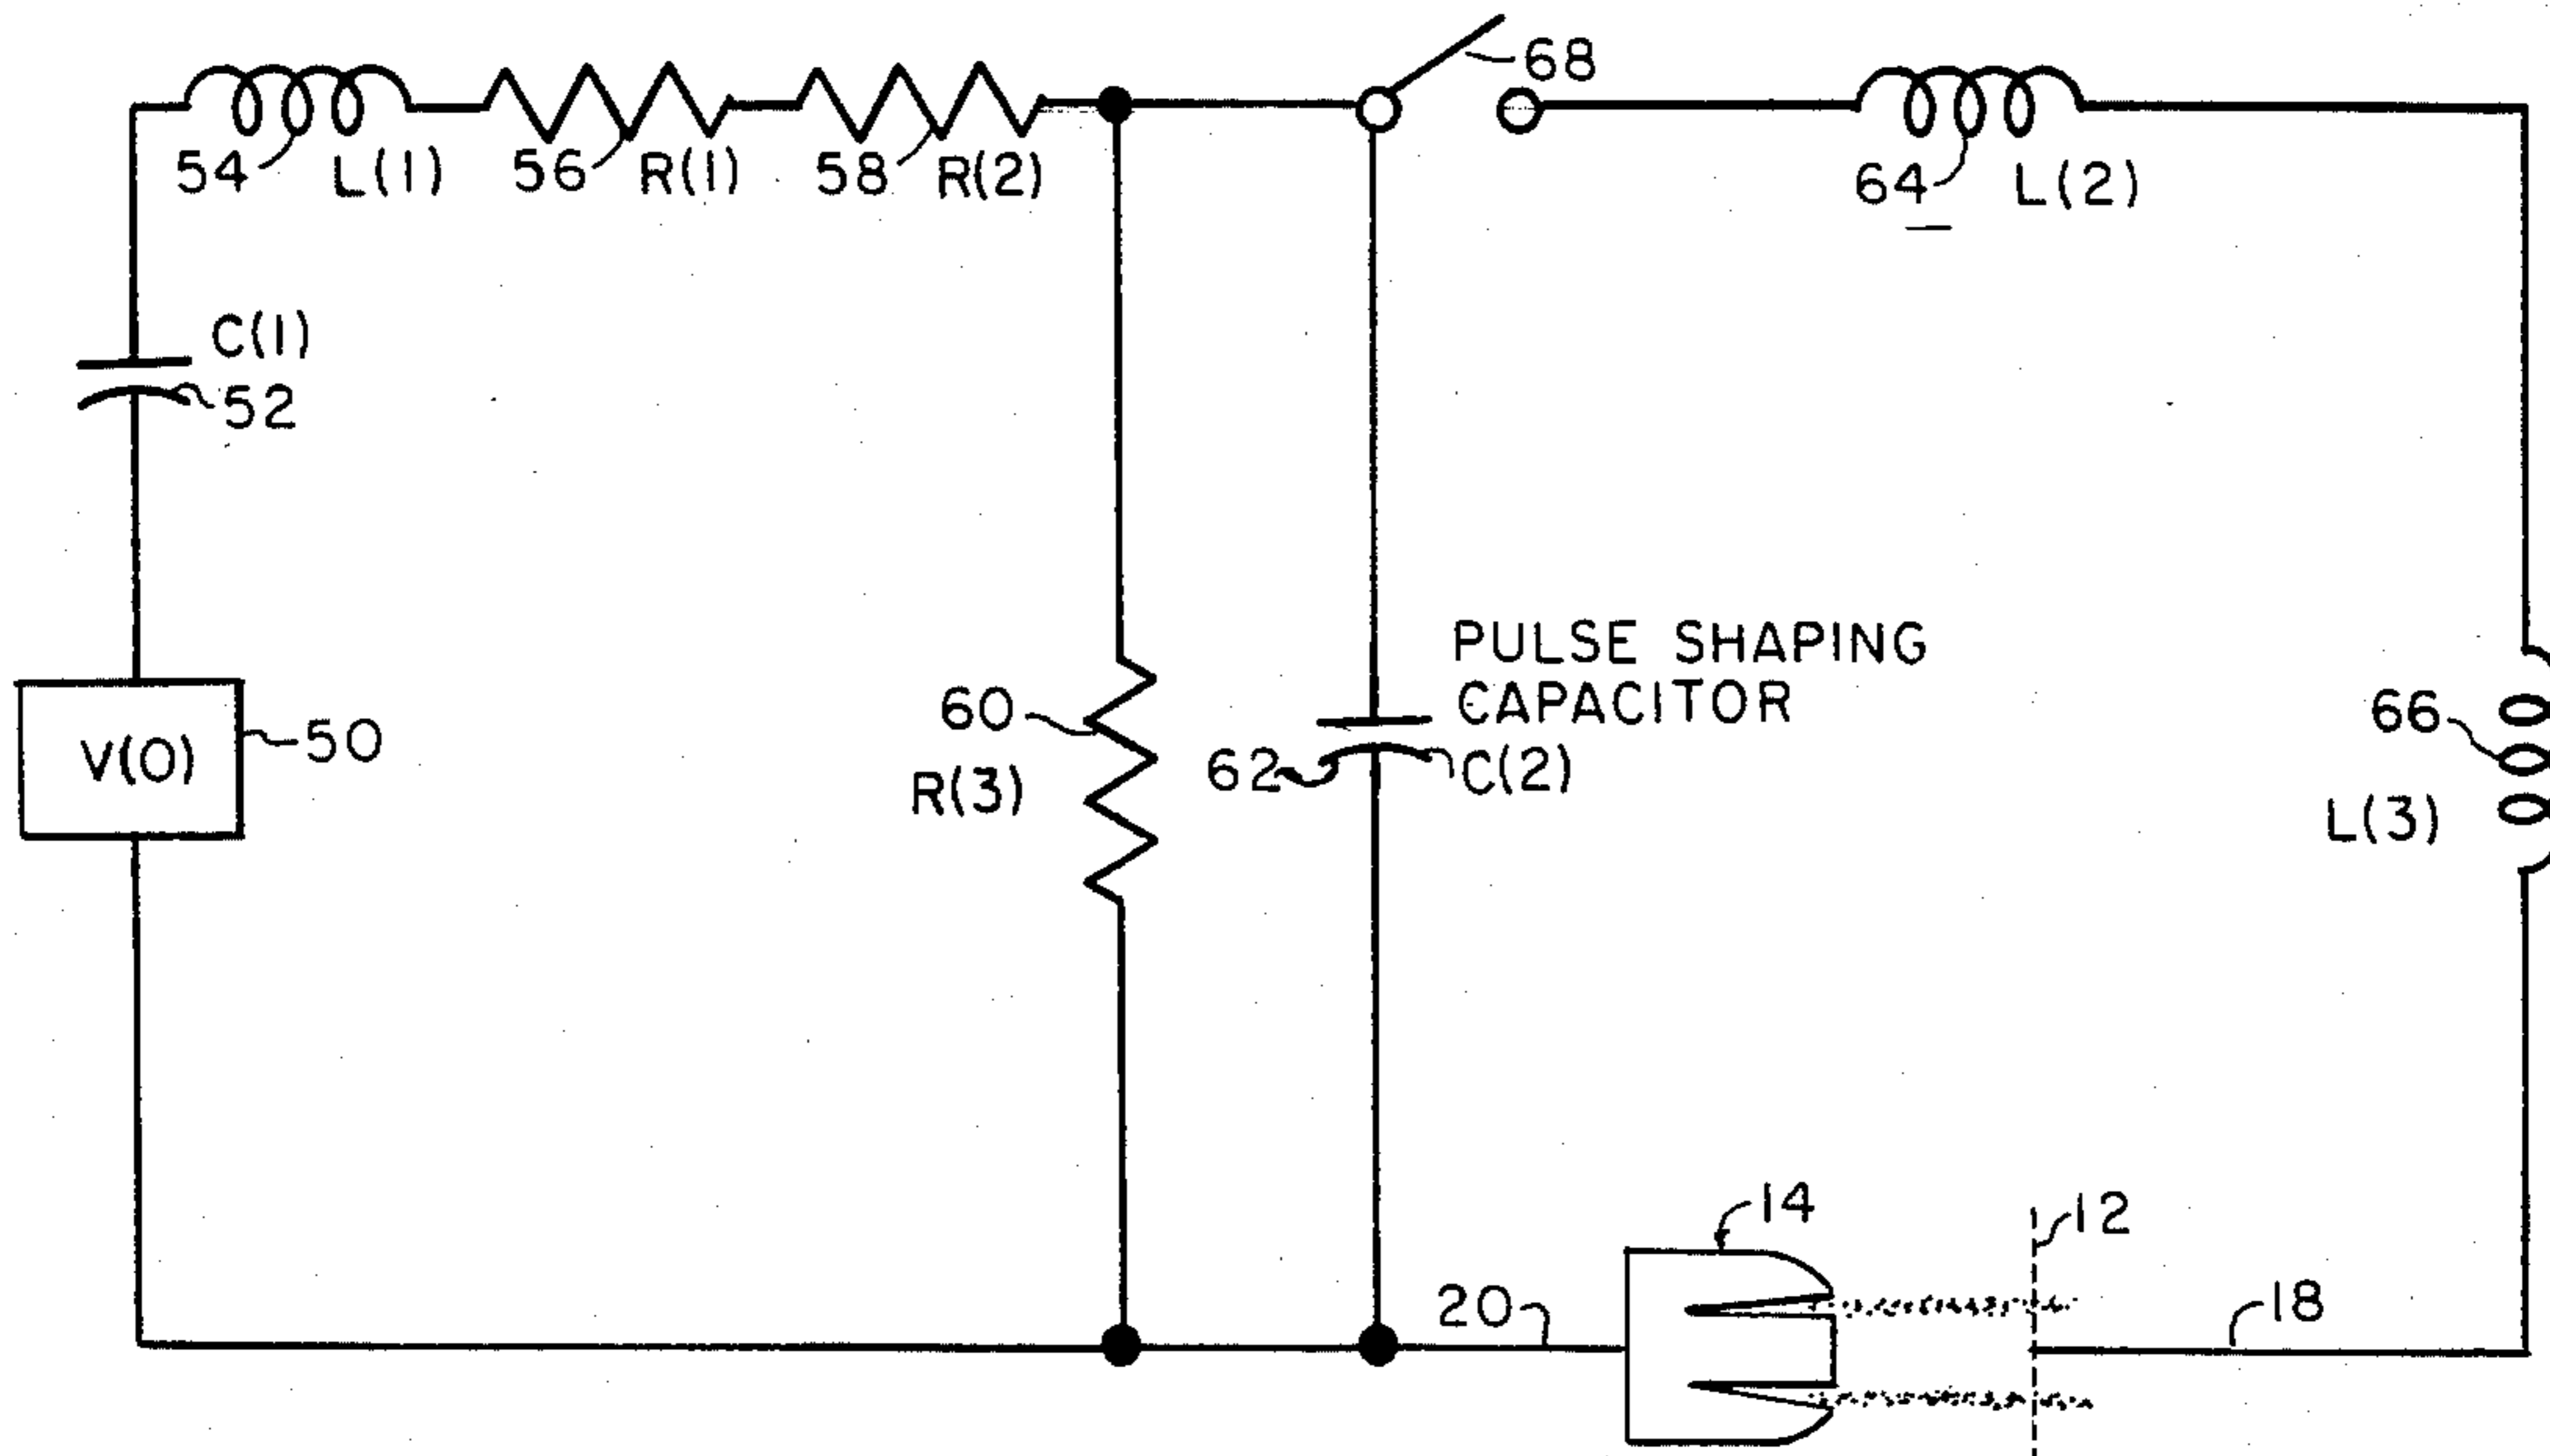 68
54
L(1)
56
R(1)
58
R(2)
64
L(2)
C(1)
52
PULSE SHAPING
CAPACITOR
60
66
50
V(0)
62
C(2)
R(3)
L(3)
14
12
20
18